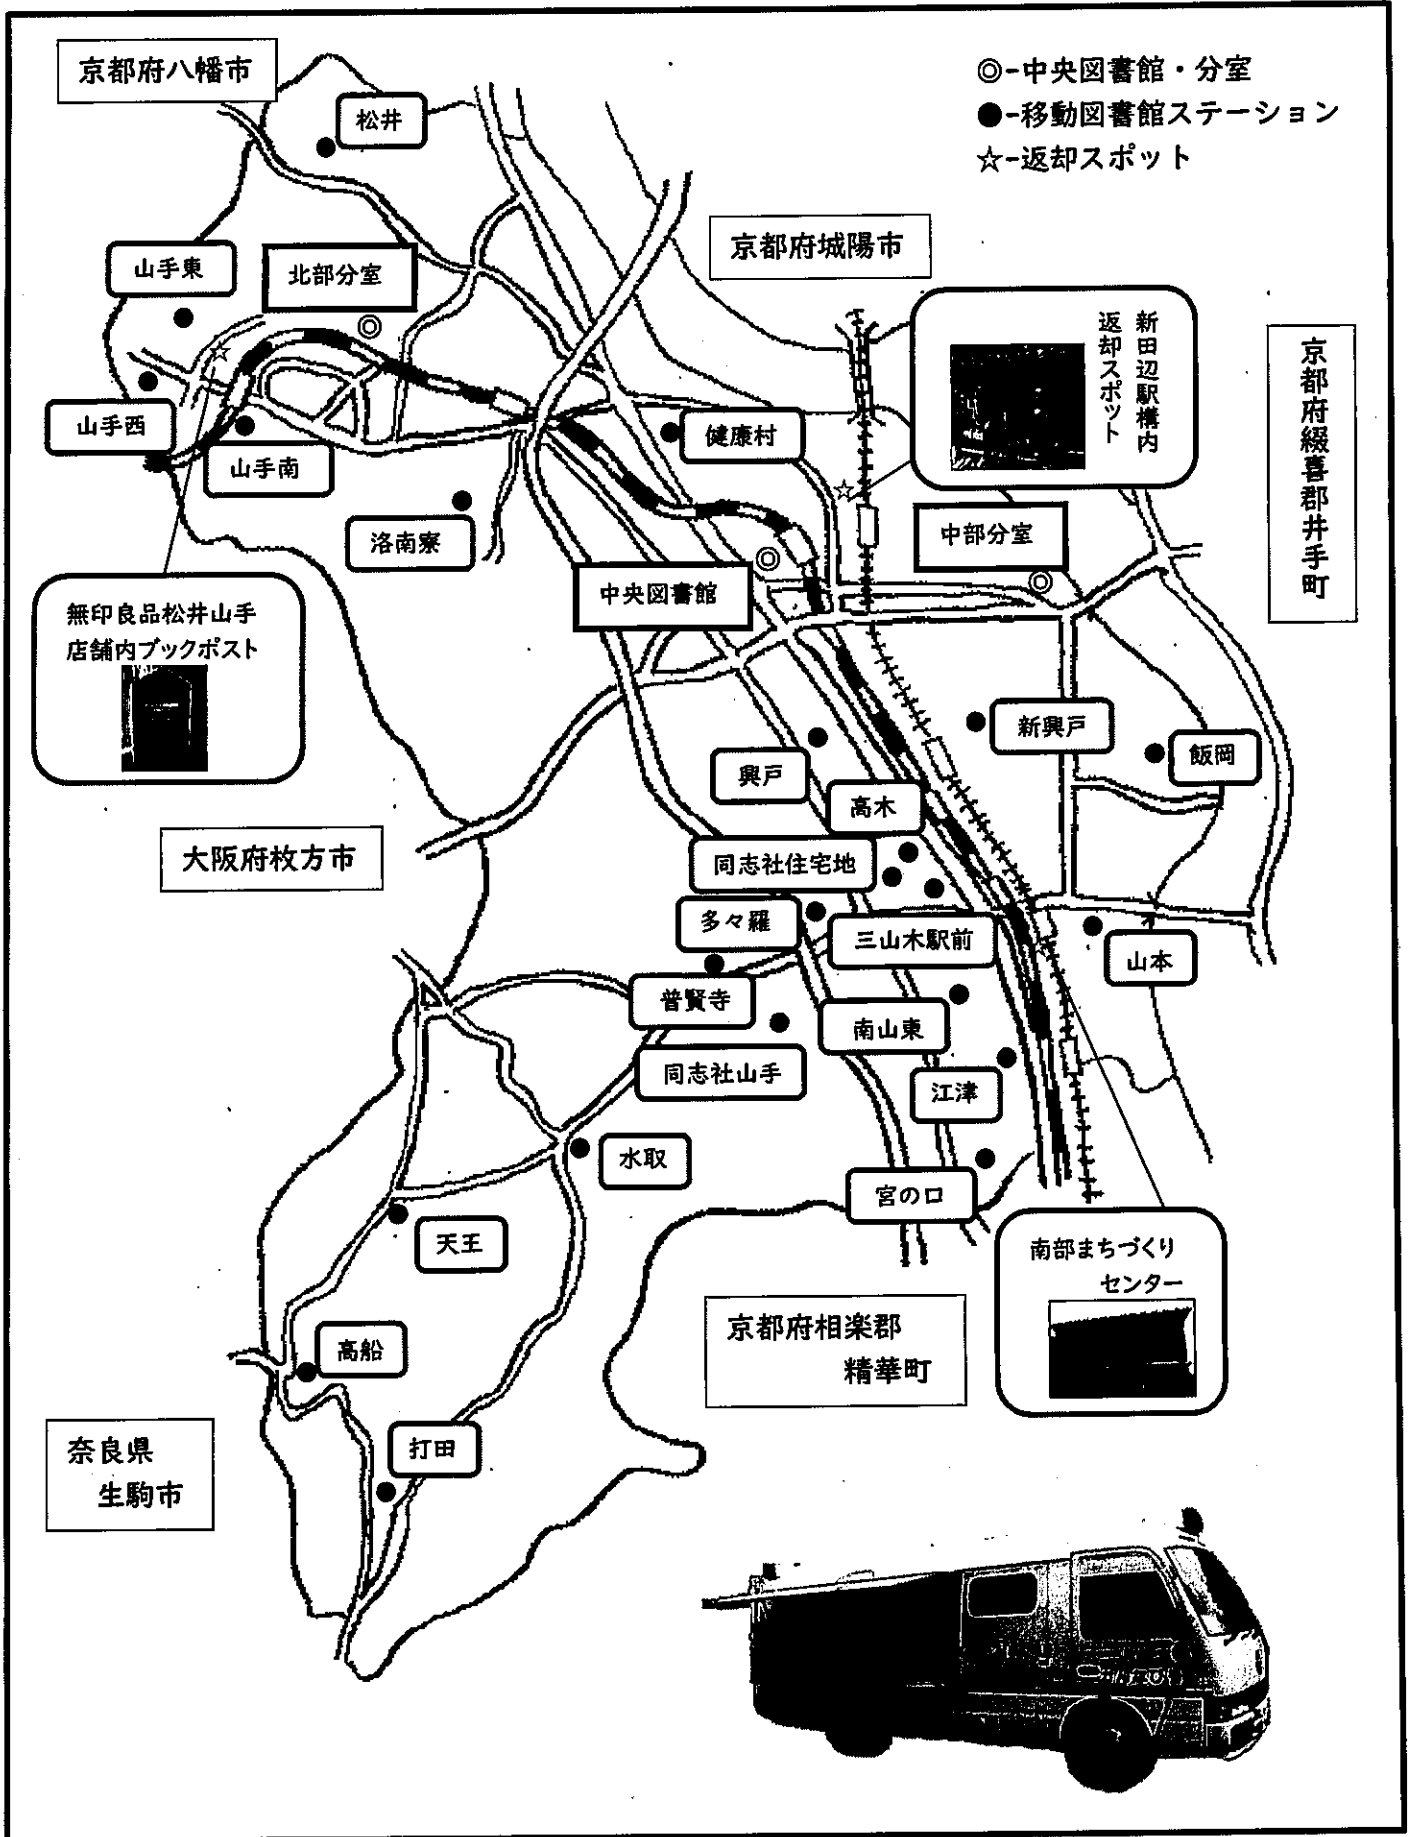 京都府八幡市
◎-中央図書館・分室
●-移動図書館ステーション
☆-返却スポット
松井
京都府城陽市
山手東
北部分室
新田辺駅構内
返却スポット
京都府綴喜郡井手町
山手西
健康村
山手南
洛南寮
中部分室
中央図書館
無印良品松井山手
店舗内ブックポスト
新興戸
飯岡
興戸
高木
大阪府枚方市
同志社住宅地
多々羅
三山木駅前
山本
普賢寺
南山東
同志社山手
江津
水取
宮の口
天王
南部まちづくり
センター
高船
京都府相楽郡
精華町
打田
奈良県
生駒市